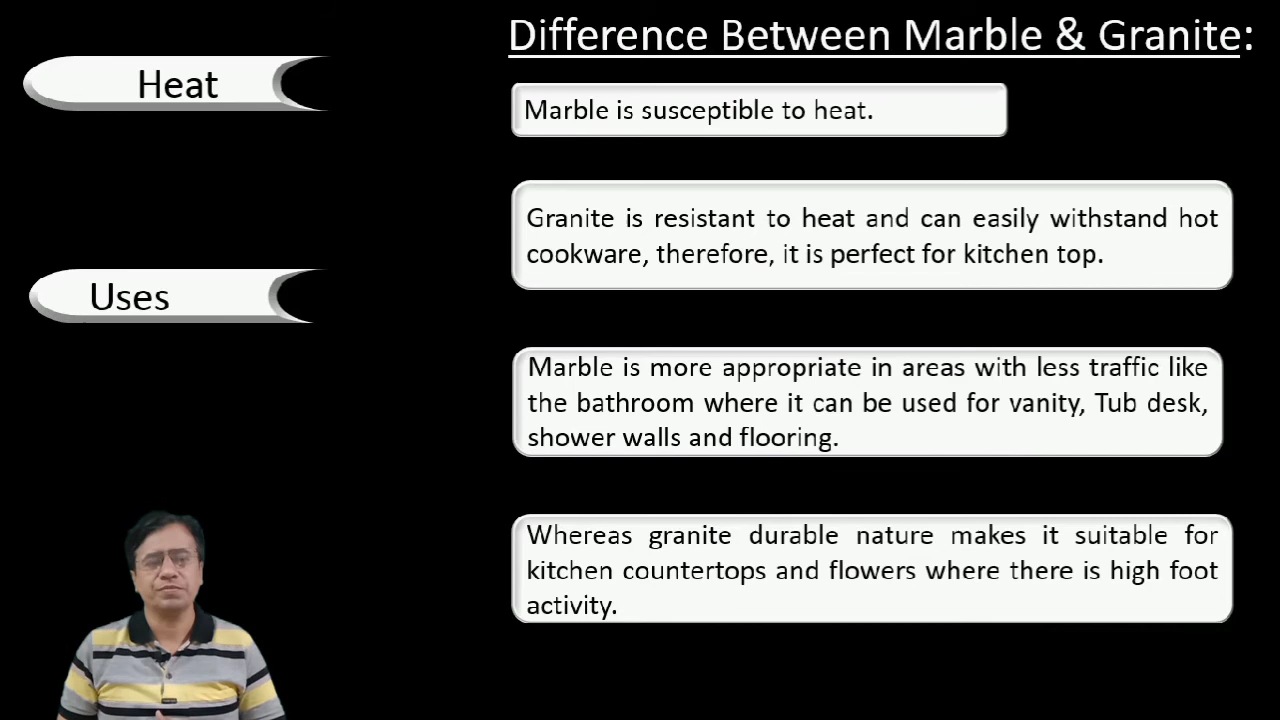 Difference Between Marble & Granite:
Heat
Marble is susceptible to heat.
Granite is resistant to heat and can easily withstand hot
cookware, therefore, it is perfect for kitchen top.
Uses
Marble is more appropriate in areas with less traffic like
the bathroom where it can be used for vanity, Tub desk,
shower walls and flooring.
Whereas granite durable nature makes it suitable for
kitchen countertops and flowers where there is high foot
activity.